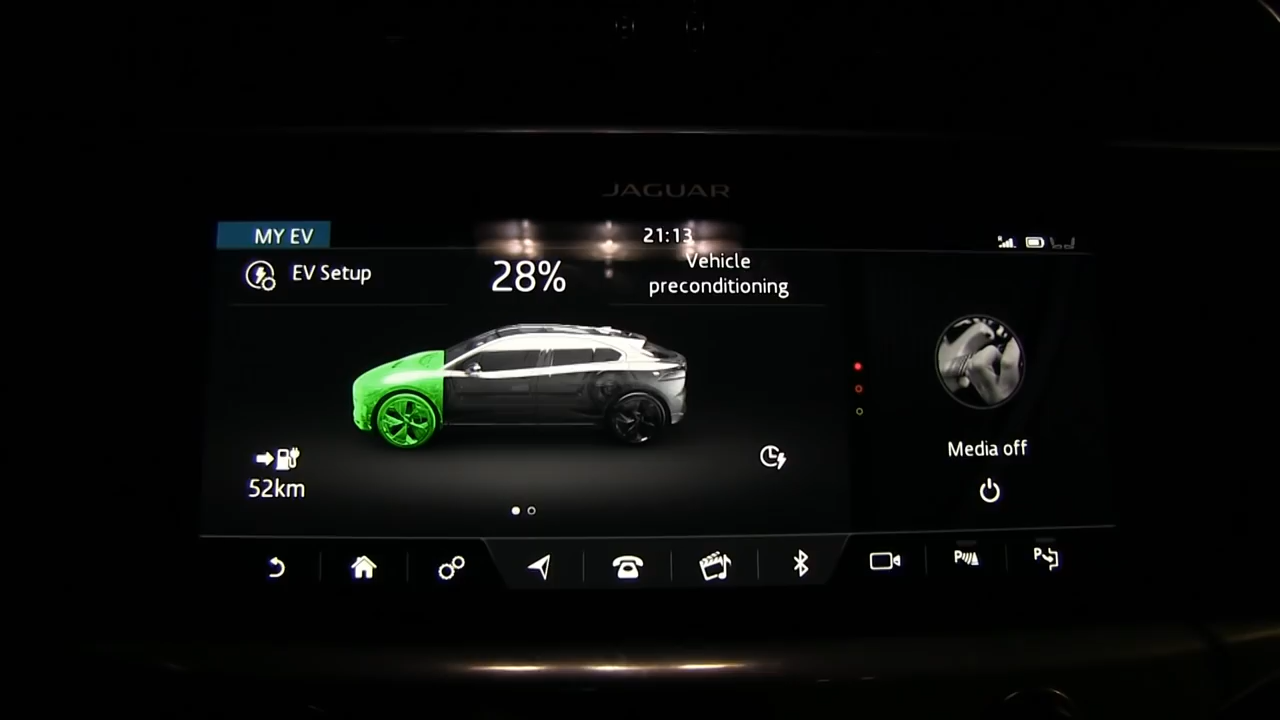 JAGUAR
MY EV
21:13
EV Setup
28%
Vehicle
preconditioning
52km
Media off
P
P